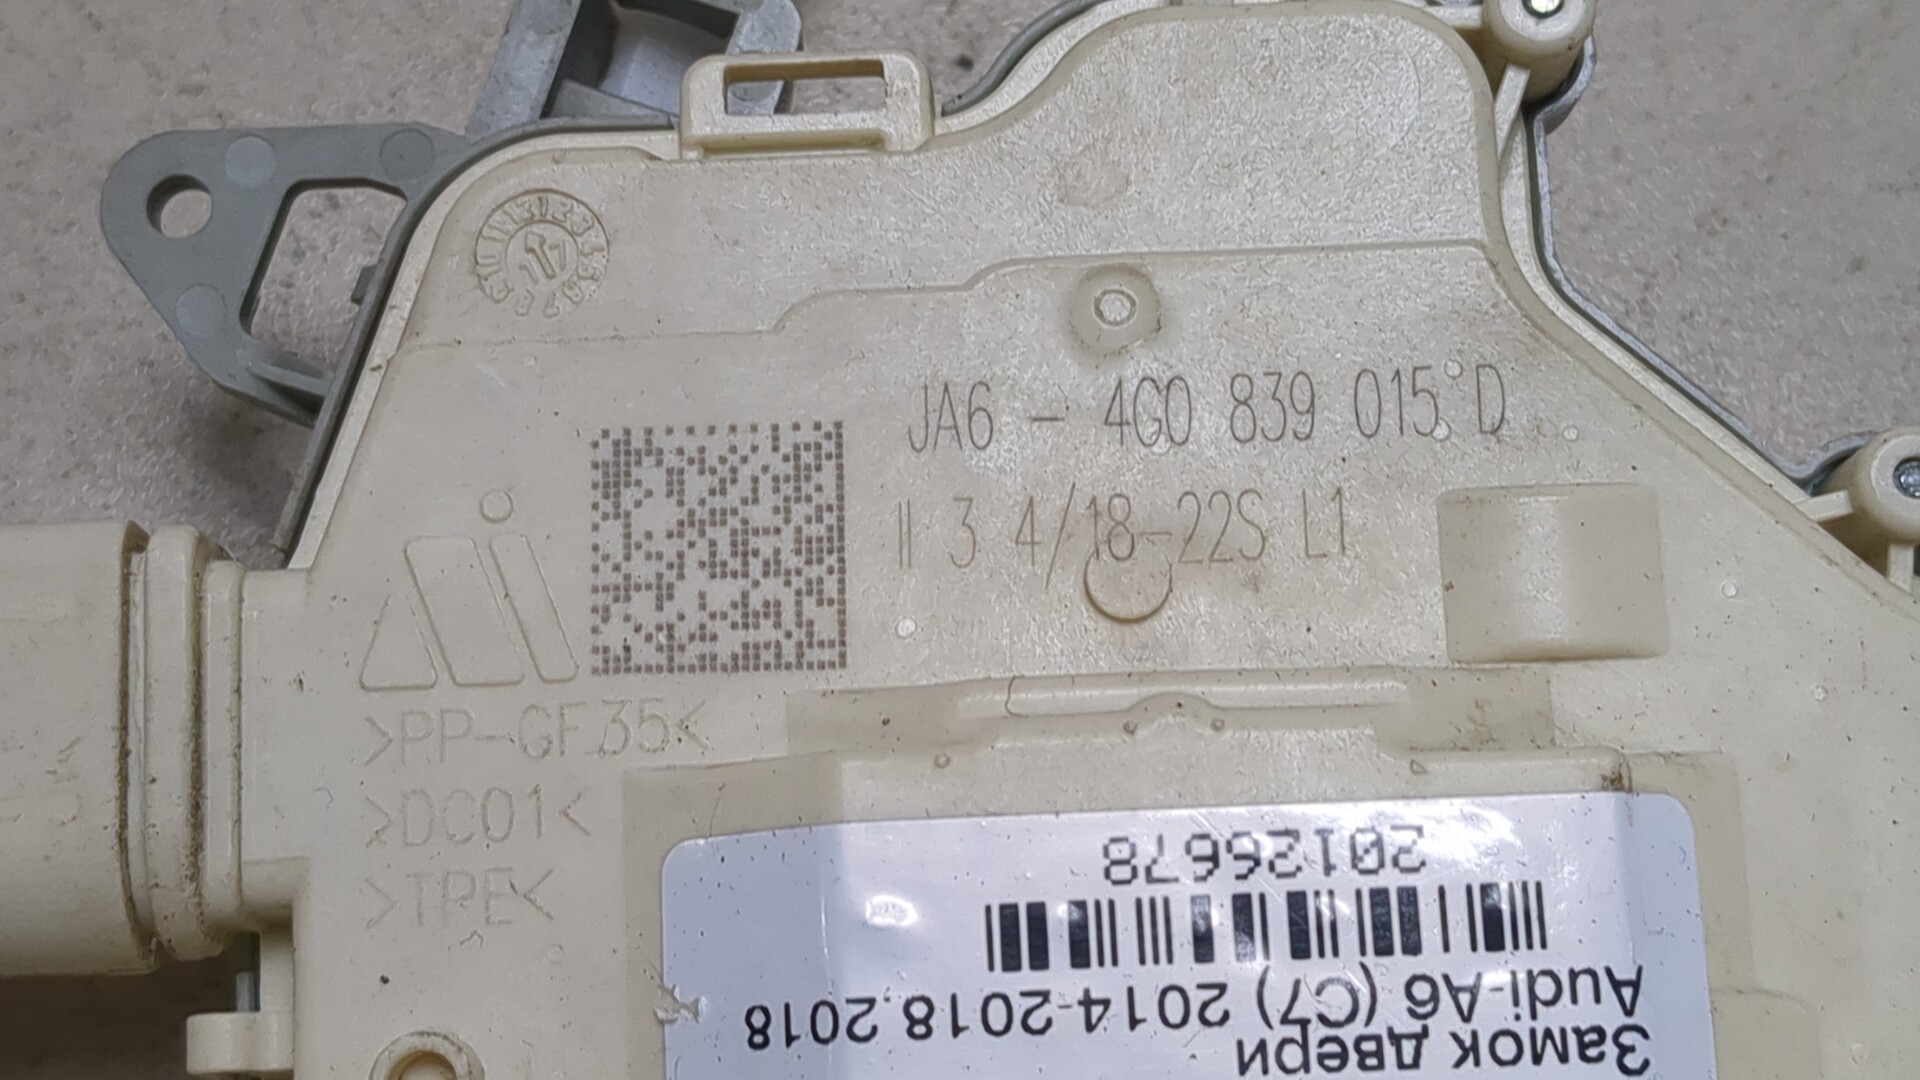 JA6 - 4G0 839 015 D
II 3 4/18-22S L1
>PP-GF35<
>DC01<
>TPE<
Замок двери
Audi-A6 (C7) 2014-2018,2018
20126678